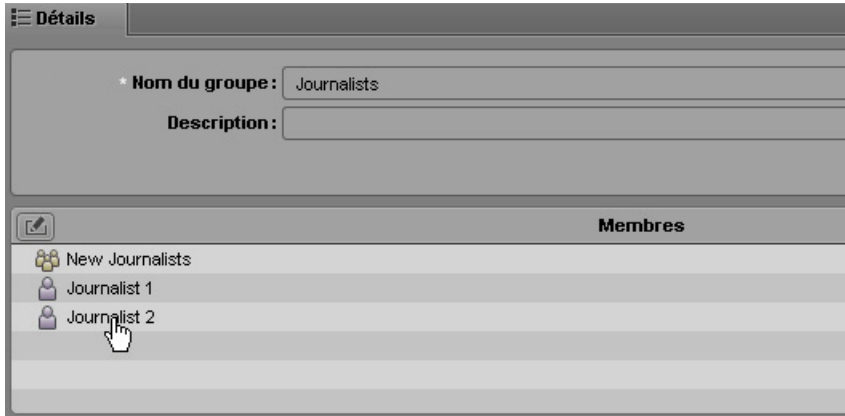 Détails
* Nom du groupe: Journalists
Description:
Membres
New Journalists
Journalist 1
Journalist 2